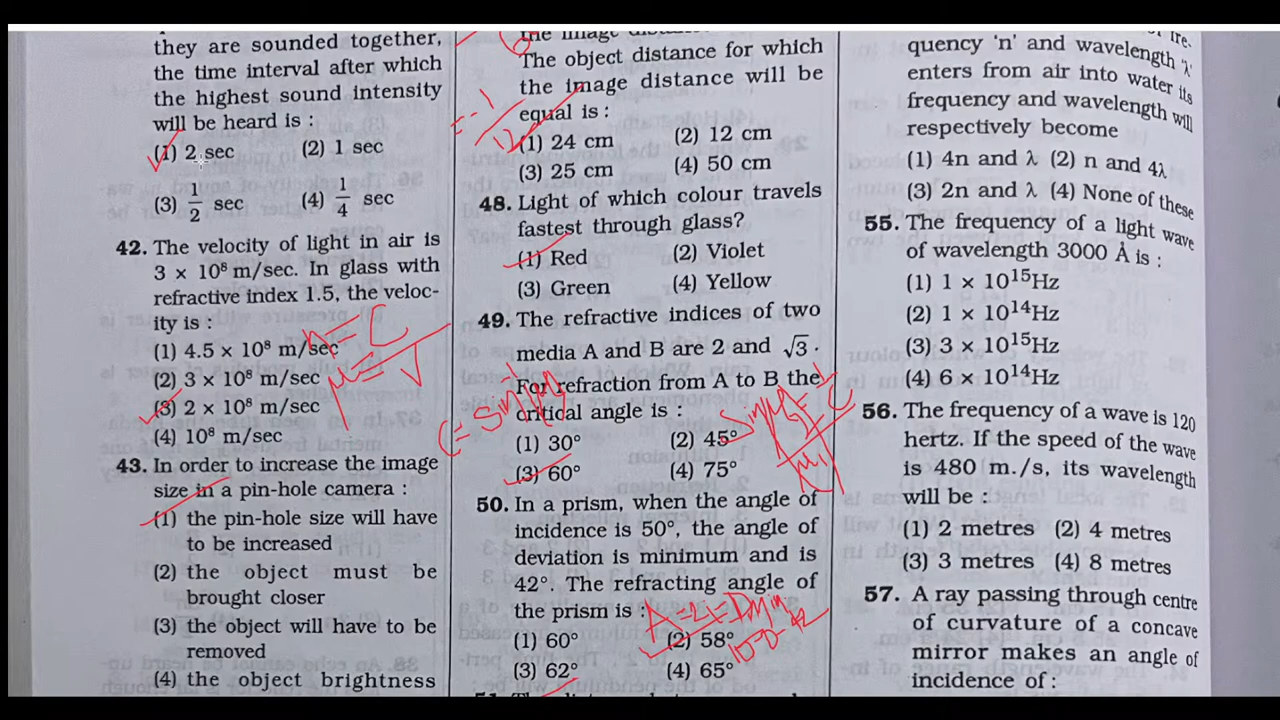 they are sounded together,
the time interval after which
the highest sound intensity
will be heard is :
(1) 2 sec (2) 1 sec
(3) 1/2 sec (4) 1/4 sec
42. The velocity of light in air is
3 × 10⁸ m/sec. In glass with
refractive index 1.5, the veloc-
ity is :
(1) 4.5 × 10⁸ m/sec
(2) 3 × 10⁸ m/sec
(3) 2 × 10⁸ m/sec
(4) 10⁸ m/sec
43. In order to increase the image
size in a pin-hole camera :
(1) the pin-hole size will have
to be increased
(2) the object must be
brought closer
(3) the object will have to be
removed
(4) the object brightness
the image
The object distance for which
the image distance will be
equal is :
(1) 24 cm (2) 12 cm
(3) 25 cm (4) 50 cm
48. Light of which colour travels
fastest through glass?
(1) Red (2) Violet
(3) Green (4) Yellow
49. The refractive indices of two
media A and B are 2 and √3.
For refraction from A to B the
critical angle is :
(1) 30° (2) 45°
(3) 60° (4) 75°
50. In a prism, when the angle of
incidence is 50°, the angle of
deviation is minimum and is
42°. The refracting angle of
the prism is :
(1) 60° (2) 58°
(3) 62° (4) 65°
quency 'n' and wavelength 'λ'
enters from air into water its
frequency and wavelength will
respectively become
(1) 4n and λ (2) n and 4λ
(3) 2n and λ (4) None of these
55. The frequency of a light wave
of wavelength 3000 Å is :
(1) 1 × 10¹⁵Hz
(2) 1 × 10¹⁴Hz
(3) 3 × 10¹⁵Hz
(4) 6 × 10¹⁴Hz
56. The frequency of a wave is 120
hertz. If the speed of the wave
is 480 m./s, its wavelength
will be :
(1) 2 metres (2) 4 metres
(3) 3 metres (4) 8 metres
57. A ray passing through centre
of curvature of a concave
mirror makes an angle of
incidence of: